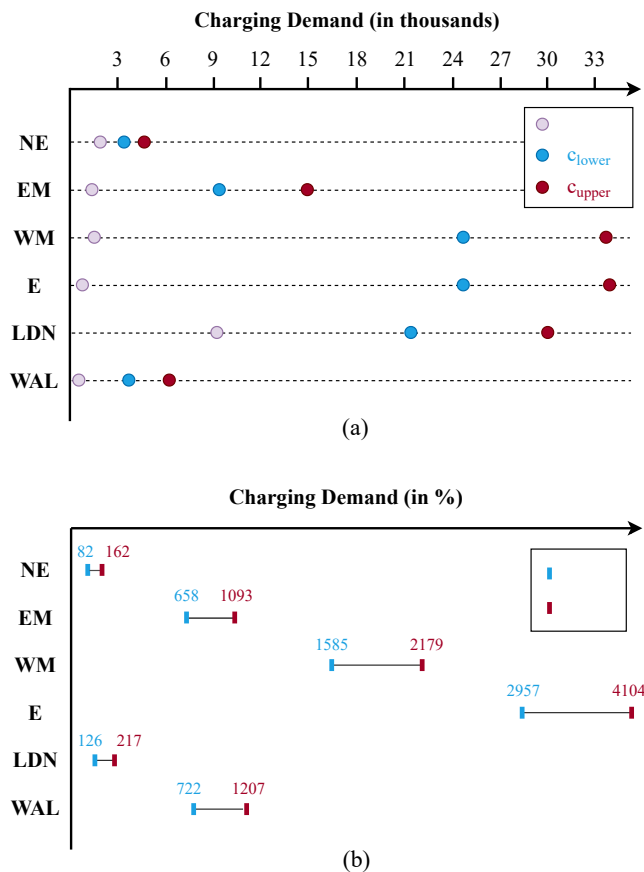 Charging Demand (in thousands)
3 6 9 12 15 18 21 24 27 30 33
NE
c_lower
EM
c_upper
WM
E
LDN
WAL
(a)
Charging Demand (in %)
82 162
NE
658 1093
EM
1585 2179
WM
2957 4104
E
126 217
LDN
722 1207
WAL
(b)